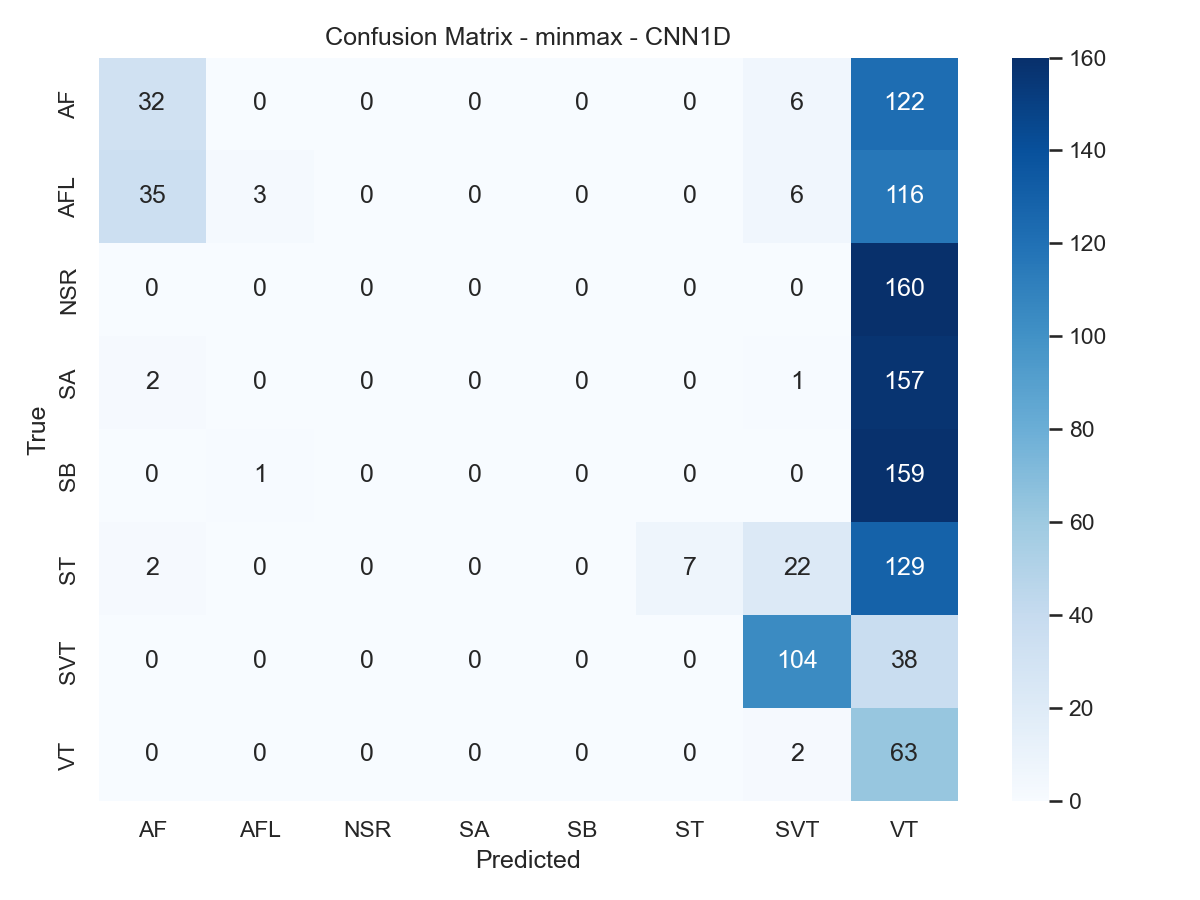 Confusion Matrix - minmax - CNN1D
AF 32 0 0 0 0 0 6 122
AFL 35 3 0 0 0 0 6 116
NSR 0 0 0 0 0 0 0 160
SA 2 0 0 0 0 0 1 157
SB 0 1 0 0 0 0 0 159
ST 2 0 0 0 0 7 22 129
SVT 0 0 0 0 0 0 104 38
VT 0 0 0 0 0 0 2 63
AF AFL NSR SA SB ST SVT VT
Predicted
True
160
140
120
100
80
60
40
20
0